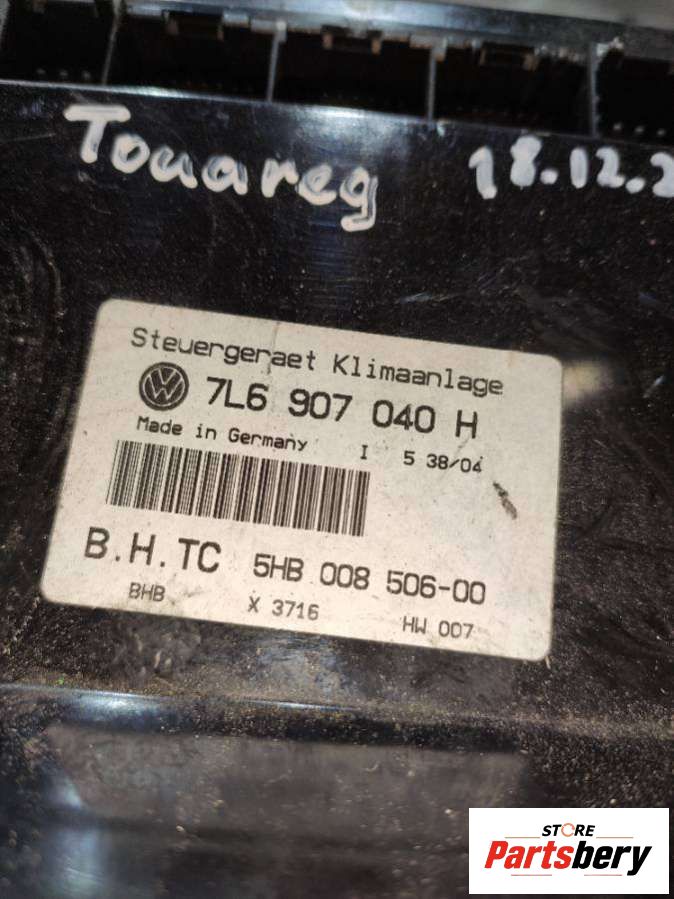 Touareg 18.12.2
Steuergeraet Klimaanlage
7L6 907 040 H
Made in Germany I 5 38/04
B.H.TC 5HB 008 506-00
BHB X 3716 HW 007
STORE
Partsbery